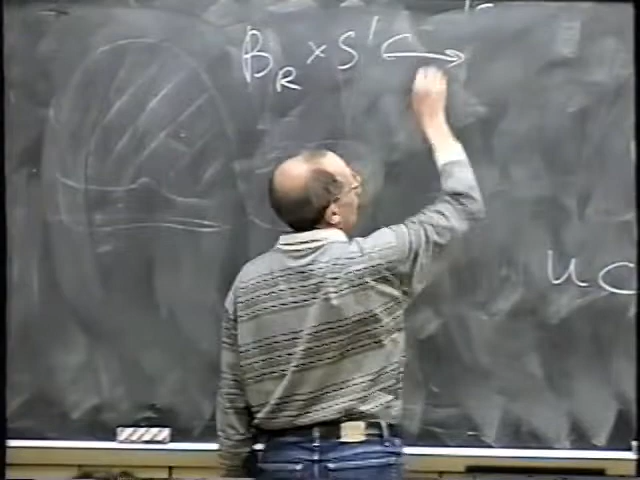 B_R × S¹ ↪
U ⊂